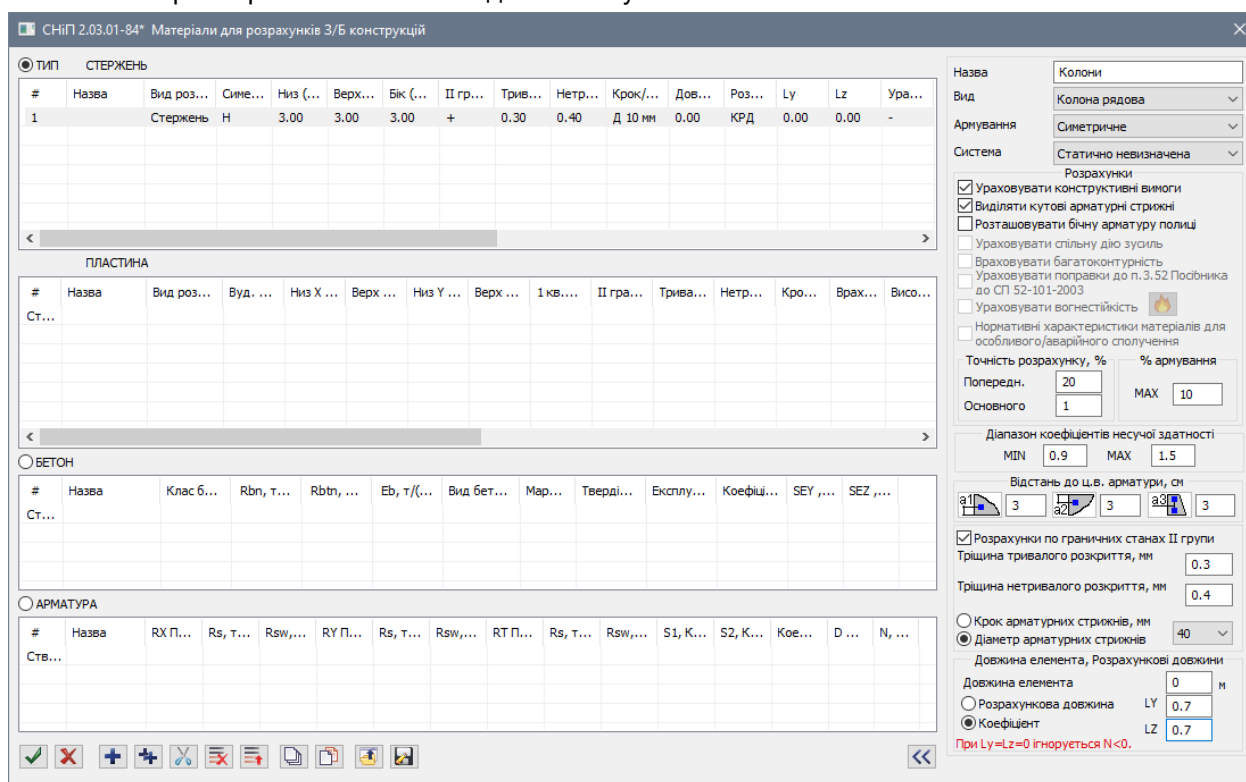 СНіП 2.03.01-84* Матеріали для розрахунків З/Б конструкцій
ТИП СТЕРЖЕНЬ
# Назва Вид роз... Симе... Низ (... Верх... Бік (... II гр... Трив... Нетр... Крок/... Дов... Роз... Ly Lz Ура...
1 Стержень Н 3.00 3.00 3.00 + 0.30 0.40 Д 10 мм 0.00 КРД 0.00 0.00 -
ПЛАСТИНА
# Назва Вид роз... Вуд. ... Низ X ... Верх ... Низ Y ... Верх ... 1 кв.... II гра... Трива... Нетр... Кро... Врах... Висо...
Ст...
БЕТОН
# Назва Клас б... Rbn, т... Rbtn, ... Eb, т/(... Вид бет... Мар... Тверді... Експлу... Коефіці... SEY ,... SEZ ,...
Ст...
АРМАТУРА
# Назва RX П... Rs, т... Rsw,... RY П... Rs, т... Rsw,... RT П... Rs, т... Rsw,... S1, К... S2, К... Кое... D ... N, ...
Ств...
Назва Колони
Вид Колона рядова
Армування Симетричне
Система Статично невизначена
Розрахунки
Ураховувати конструктивні вимоги
Виділяти кутові арматурні стрижні
Розташовувати бічну арматуру полиці
Ураховувати спільну дію зусиль
Враховувати багатоконтурність
Ураховувати поправки до п.3.52 Посібника
до СП 52-101-2003
Ураховувати вогнестійкість
Нормативні характеристики матеріалів для
особливого/аварійного сполучення
Точність розрахунку, % % армування
Попередн. 20
MAX 10
Основного 1
Діапазон коефіцієнтів несучої здатності
MIN 0.9 MAX 1.5
Відстань до ц.в. арматури, см
a1 3 a2 3 a3 3
Розрахунки по граничних станах II групи
Тріщина тривалого розкриття, мм
0.3
Тріщина нетривалого розкриття, мм
0.4
Крок арматурних стрижнів, мм
Діаметр арматурних стрижнів 40
Довжина елемента, Розрахункові довжини
Довжина елемента 0 м
Розрахункова довжина LY 0.7
Коефіцієнт LZ 0.7
При Ly=Lz=0 ігнорується N<0.